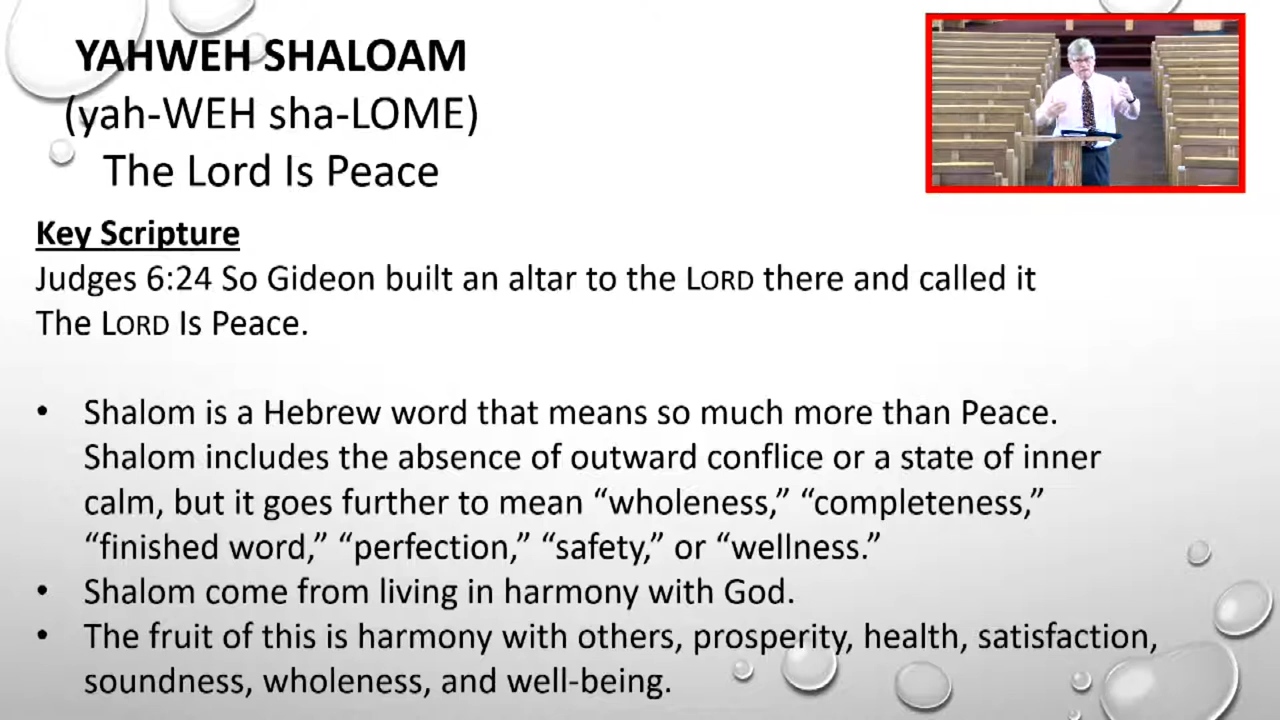 YAHWEH SHALOAM
(yah-WEH sha-LOME)
The Lord Is Peace
Key Scripture
Judges 6:24 So Gideon built an altar to the LORD there and called it
The LORD Is Peace.
• Shalom is a Hebrew word that means so much more than Peace.
Shalom includes the absence of outward conflice or a state of inner
calm, but it goes further to mean “wholeness,” “completeness,”
“finished word,” “perfection,” “safety,” or “wellness.”
• Shalom come from living in harmony with God.
• The fruit of this is harmony with others, prosperity, health, satisfaction,
soundness, wholeness, and well-being.